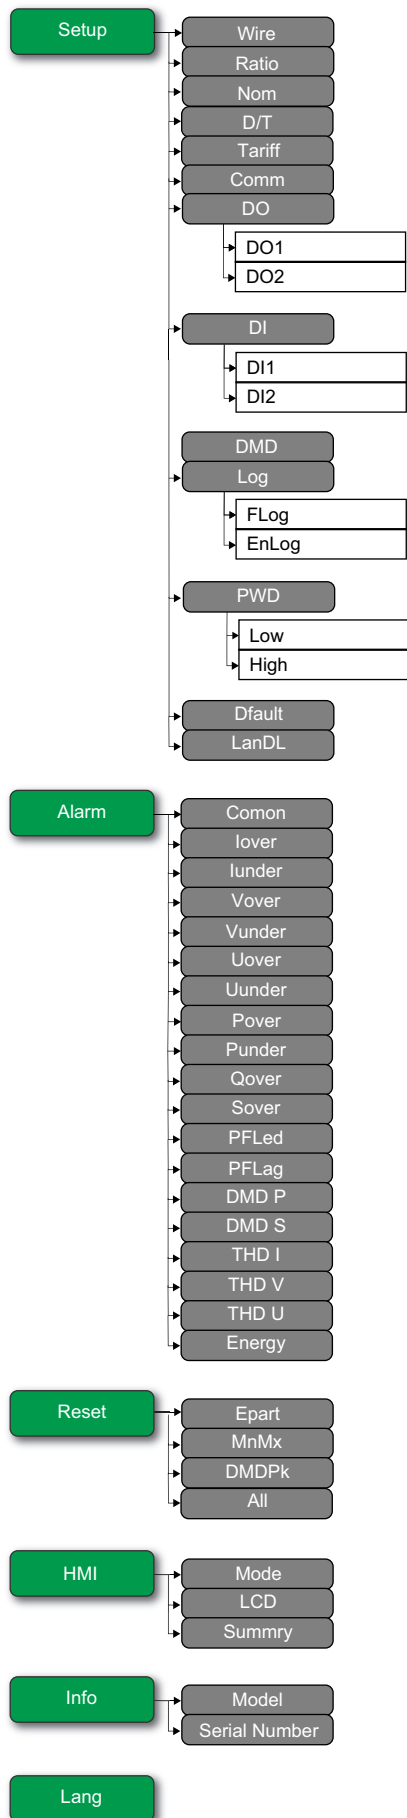 Setup
Wire
Ratio
Nom
D/T
Tariff
Comm
DO
DO1
DO2
DI
DI1
DI2
DMD
Log
FLog
EnLog
PWD
Low
High
Dfault
LanDL
Alarm
Comon
Iover
Iunder
Vover
Vunder
Uover
Uunder
Pover
Punder
Qover
Sover
PFLed
PFLag
DMD P
DMD S
THD I
THD V
THD U
Energy
Reset
Epart
MnMx
DMDPk
All
HMI
Mode
LCD
Summry
Info
Model
Serial Number
Lang